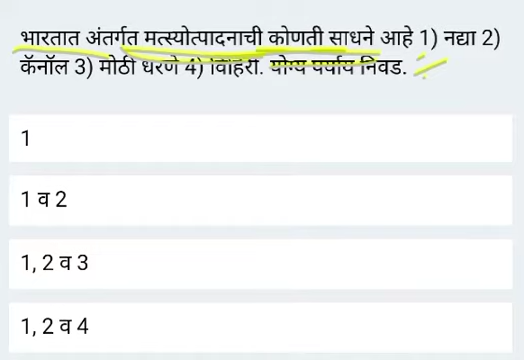 भारतात अंतर्गत मत्स्योत्पादनाची कोणती साधने आहे 1) नद्या 2)
कॅनॉल 3) मोठी धरणे 4) विहिरी. योग्य पर्याय निवड.
1
1 व 2
1, 2 व 3
1, 2 व 4